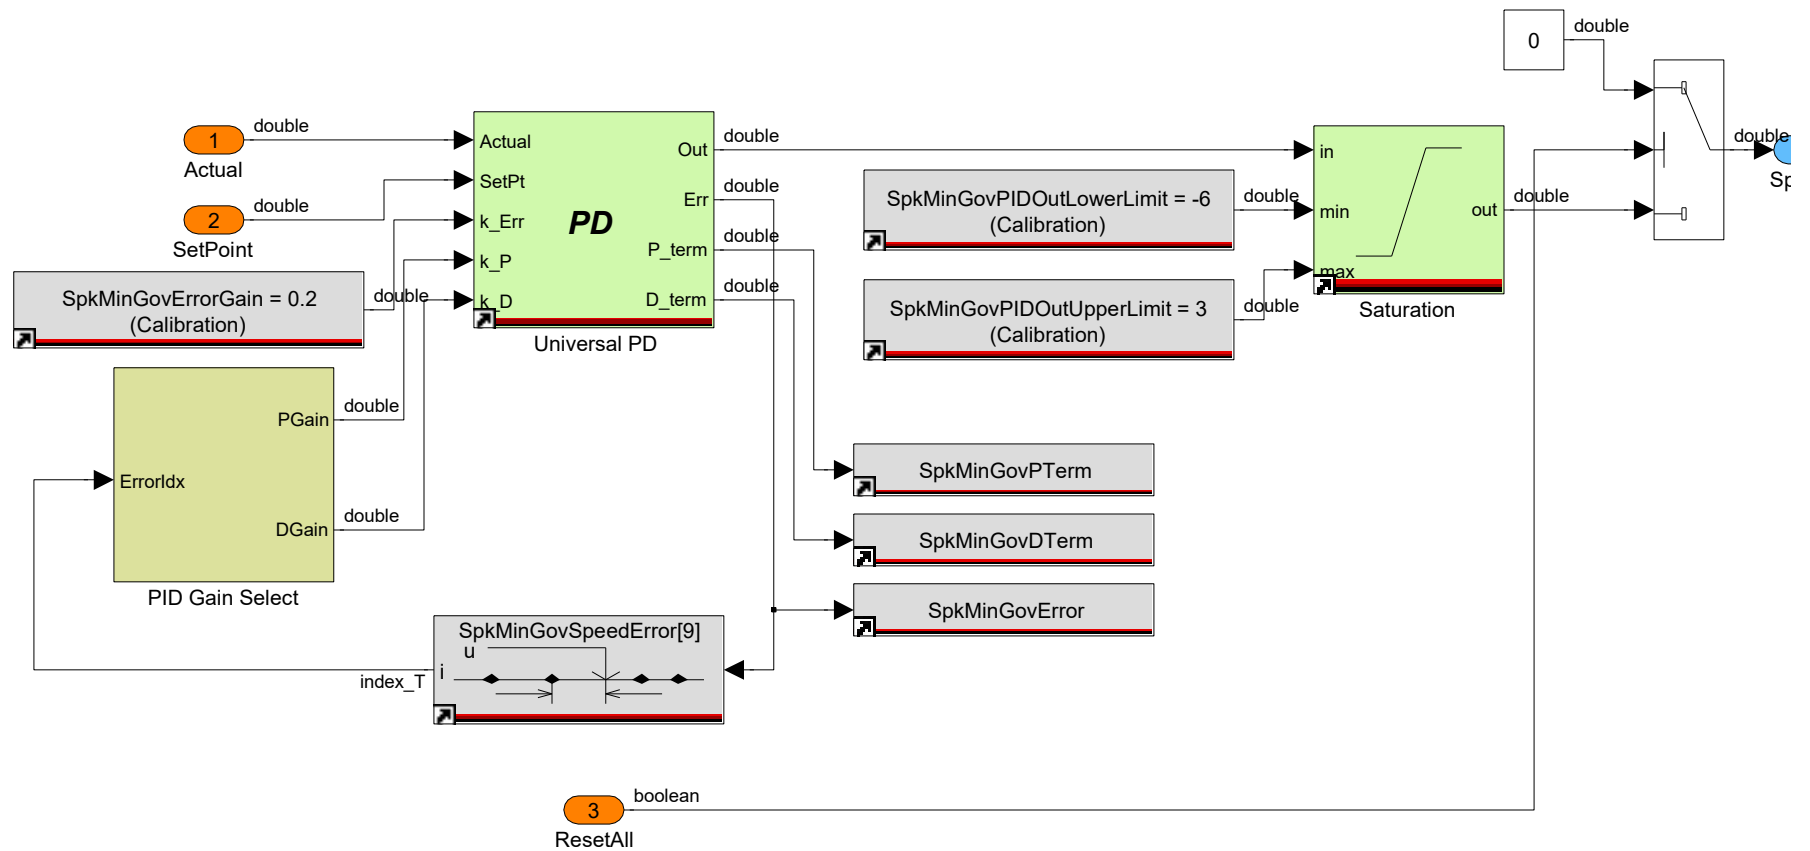 0
double
1
Actual
double
2
SetPoint
double
SpkMinGovErrorGain = 0.2
(Calibration)
double
Actual
SetPt
k_Err
k_P
k_D
PD
Out
Err
P_term
D_term
Universal PD
double
double
double
double
SpkMinGovPIDOutLowerLimit = -6
(Calibration)
double
SpkMinGovPIDOutUpperLimit = 3
(Calibration)
double
in
min
max
out
Saturation
double
double
Sp
PGain
ErrorIdx
DGain
PID Gain Select
double
double
SpkMinGovPTerm
SpkMinGovDTerm
SpkMinGovError
SpkMinGovSpeedError[9]
u
i
index_T
3
ResetAll
boolean